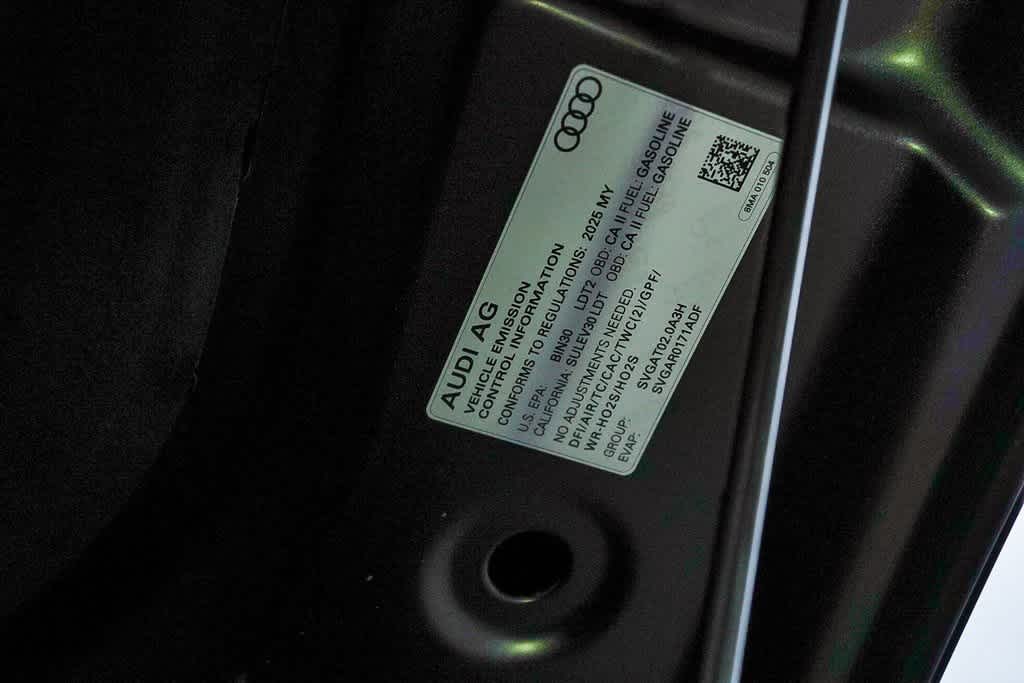 AUDI AG
VEHICLE EMISSION
CONTROL INFORMATION
CONFORMS TO REGULATIONS: 2025 MY
U.S. EPA: BIN30 LDT2 OBD: CA II FUEL: GASOLINE
CALIFORNIA: SULEV30 LDT OBD: CA II FUEL: GASOLINE
NO ADJUSTMENTS NEEDED.
DFI/AIR/TC/CAC/TWC(2)/GPF/
WR-HO2S/HO2S
GROUP: SVGAT02.0A3H
EVAP: SVGAR0171ADF
8MA 010 504